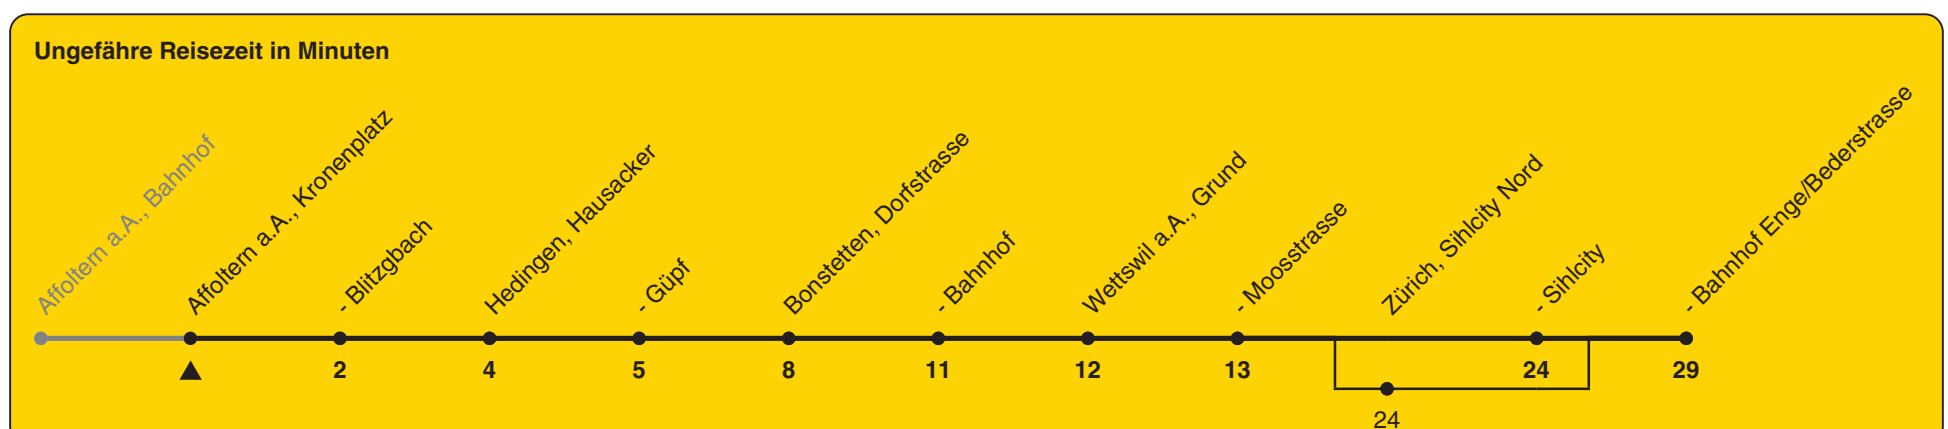 Ungefähre Reisezeit in Minuten
Affoltern a.A., Bahnhof
Affoltern a.A., Kronenplatz
- Blitzgbach
Hedingen, Hausacker
- Güpf
Bonstetten, Dorfstrasse
- Bahnhof
Wettswil a.A., Grund
- Moosstrasse
Zürich, Sihlcity Nord
- Sihlcity
- Bahnhof Enge/Bederstrasse
2 4 5 8 11 12 13 24 29
24